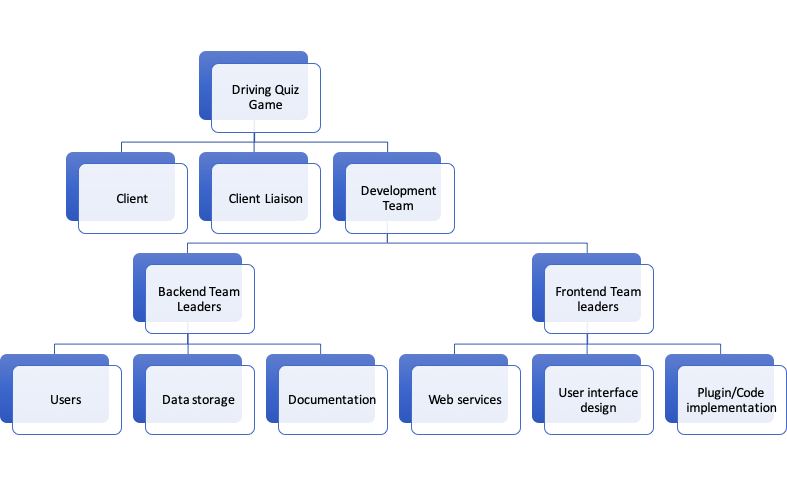 Driving Quiz
Game
Client
Client Liaison
Development
Team
Backend Team
Leaders
Frontend Team
leaders
Users
Data storage
Documentation
Web services
User interface
design
Plugin/Code
implementation